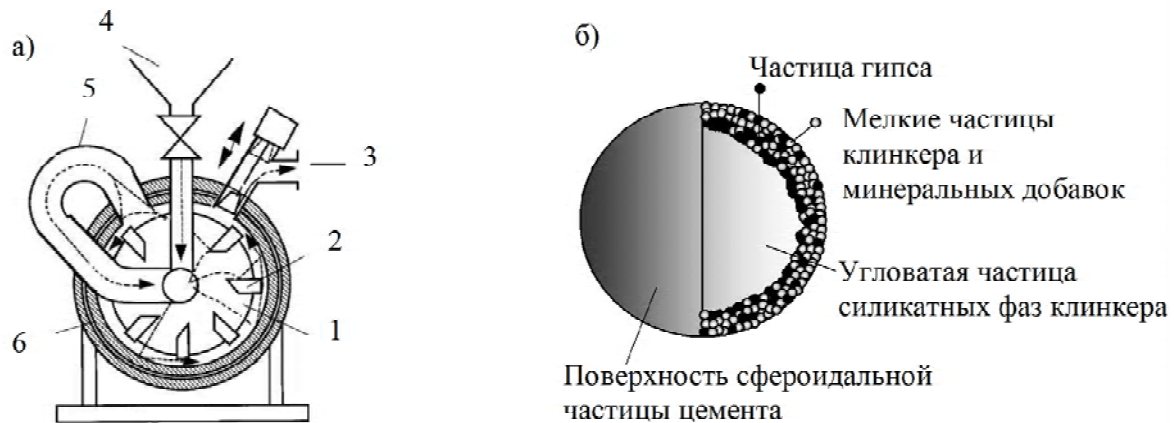 а)
4
5
3
2
1
6
б)
Частица гипса
Мелкие частицы
клинкера и
минеральных добавок
Угловатая частица
силикатных фаз клинкера
Поверхность сфероидальной
частицы цемента